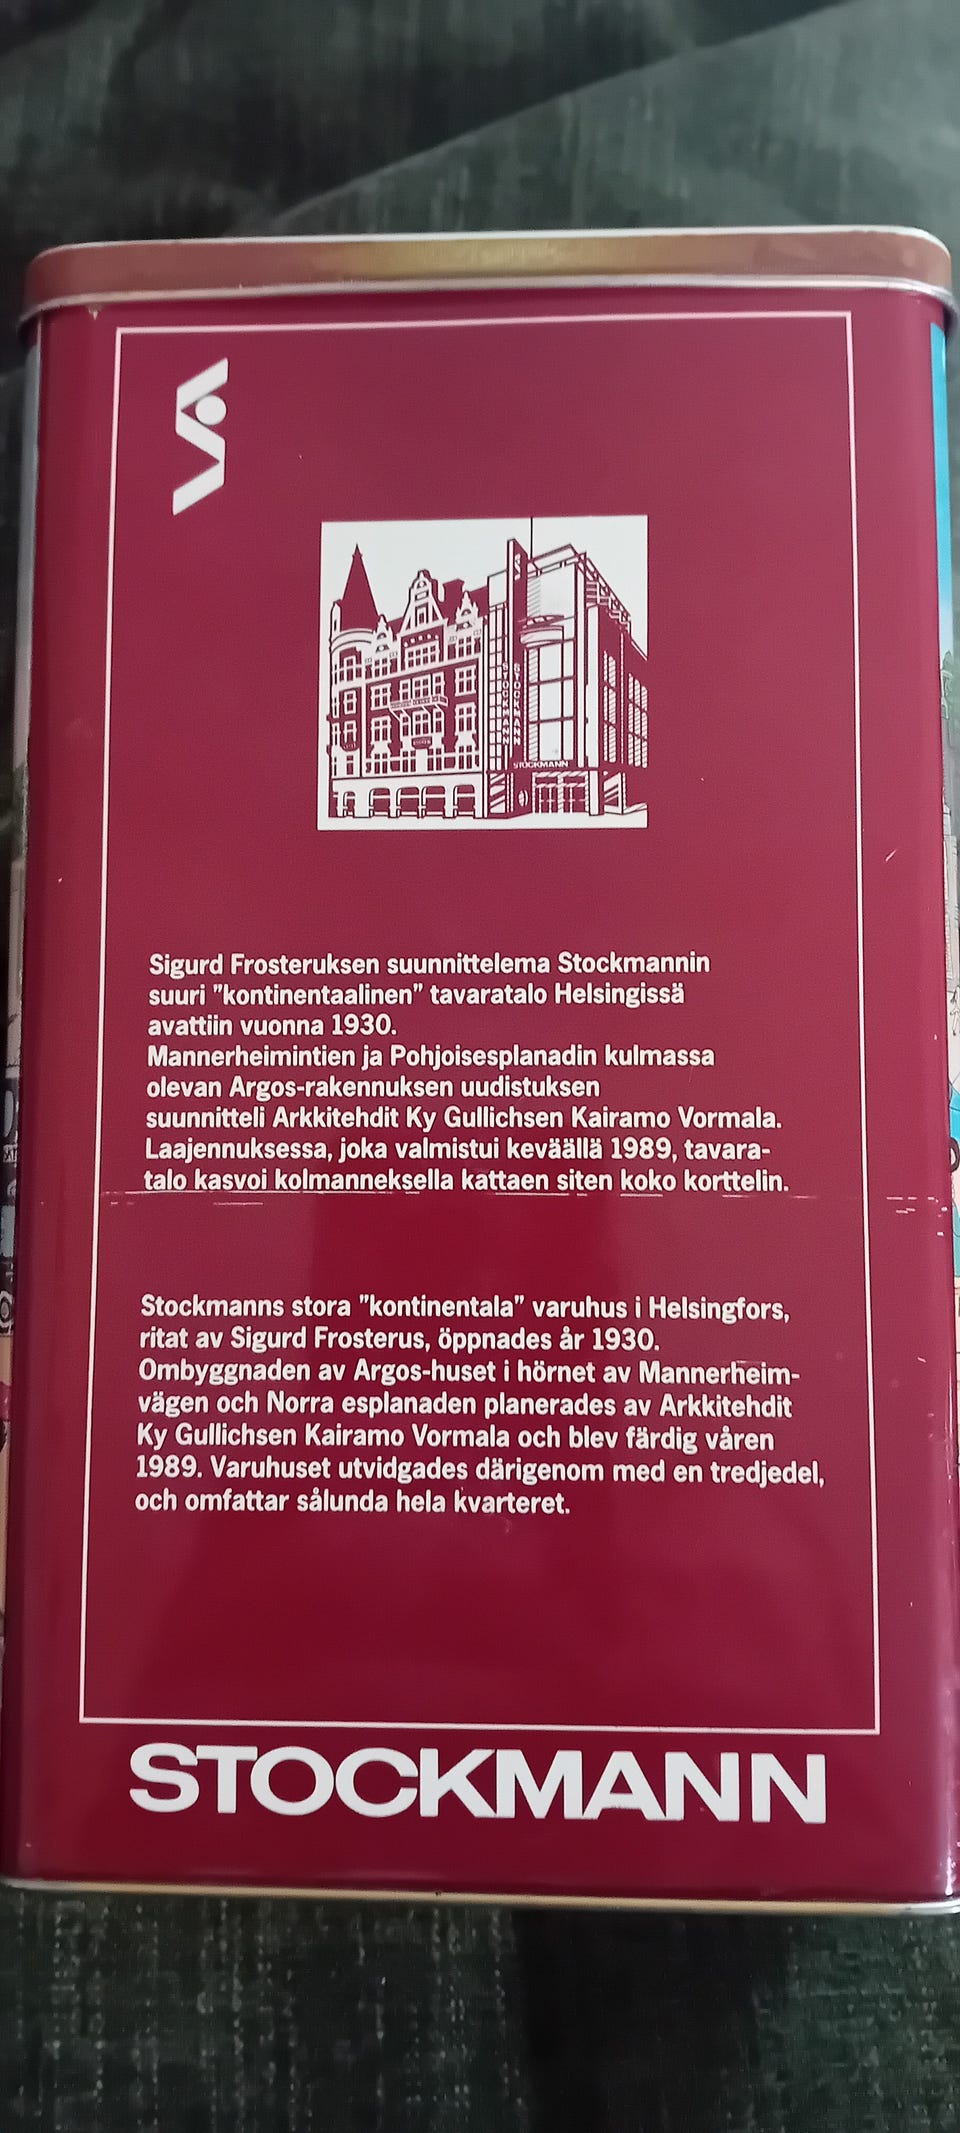 STOCKMANN
STOCKMANN
STOCKMANN
Sigurd Frosteruksen suunnittelema Stockmannin
suuri ”kontinentaalinen” tavaratalo Helsingissä
avattiin vuonna 1930.
Mannerheimintien ja Pohjoisesplanadin kulmassa
olevan Argos-rakennuksen uudistuksen
suunnitteli Arkkitehdit Ky Gullichsen Kairamo Vormala.
Laajennuksessa, joka valmistui keväällä 1989, tavara-
talo kasvoi kolmanneksella kattaen siten koko korttelin.
Stockmanns stora ”kontinentala” varuhus i Helsingfors,
ritat av Sigurd Frosterus, öppnades år 1930.
Ombyggnaden av Argos-huset i hörnet av Mannerheim-
vägen och Norra esplanaden planerades av Arkkitehdit
Ky Gullichsen Kairamo Vormala och blev färdig våren
1989. Varuhuset utvidgades därigenom med en tredjedel,
och omfattar sålunda hela kvarteret.
STOCKMANN